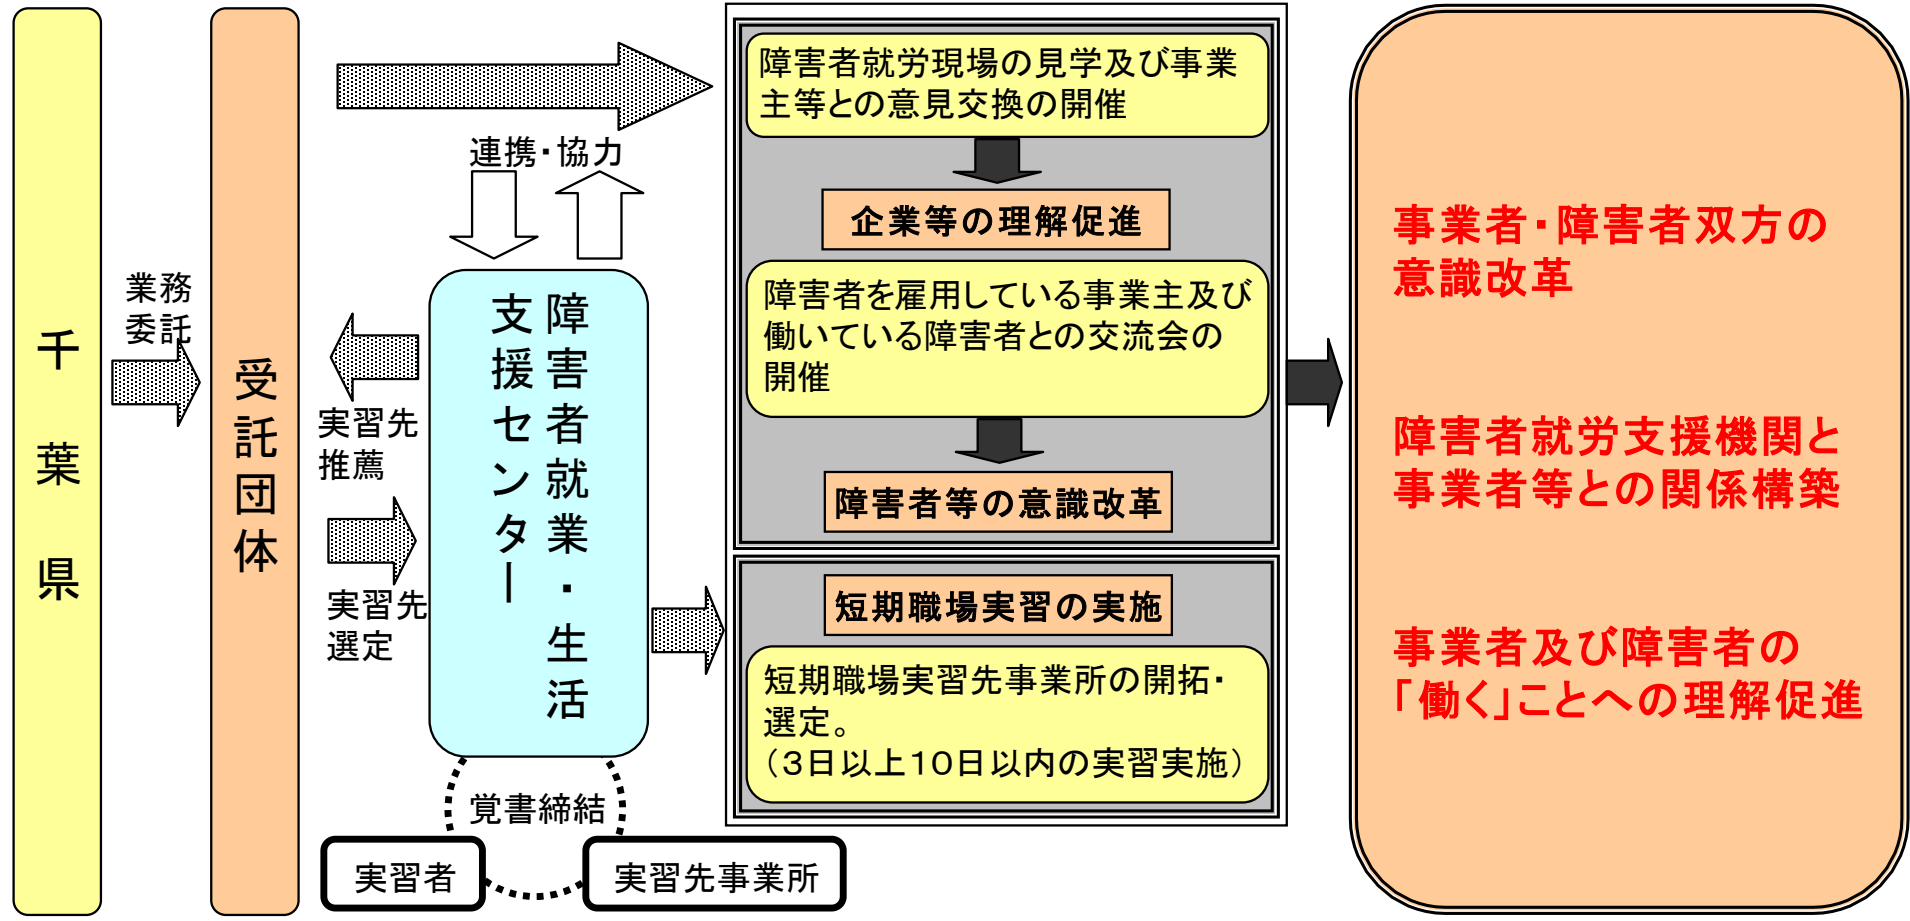 千葉県
業務
委託
受託団体
連携・協力
実習先
推薦
実習先
選定
障害者就業・生活
支援センター
覚書締結
実習者
実習先事業所
障害者就労現場の見学及び事業
主等との意見交換の開催
企業等の理解促進
障害者を雇用している事業主及び
働いている障害者との交流会の
開催
障害者等の意識改革
短期職場実習の実施
短期職場実習先事業所の開拓・
選定。
（３日以上１０日以内の実習実施）
事業者・障害者双方の
意識改革
障害者就労支援機関と
事業者等との関係構築
事業者及び障害者の
「働く」ことへの理解促進